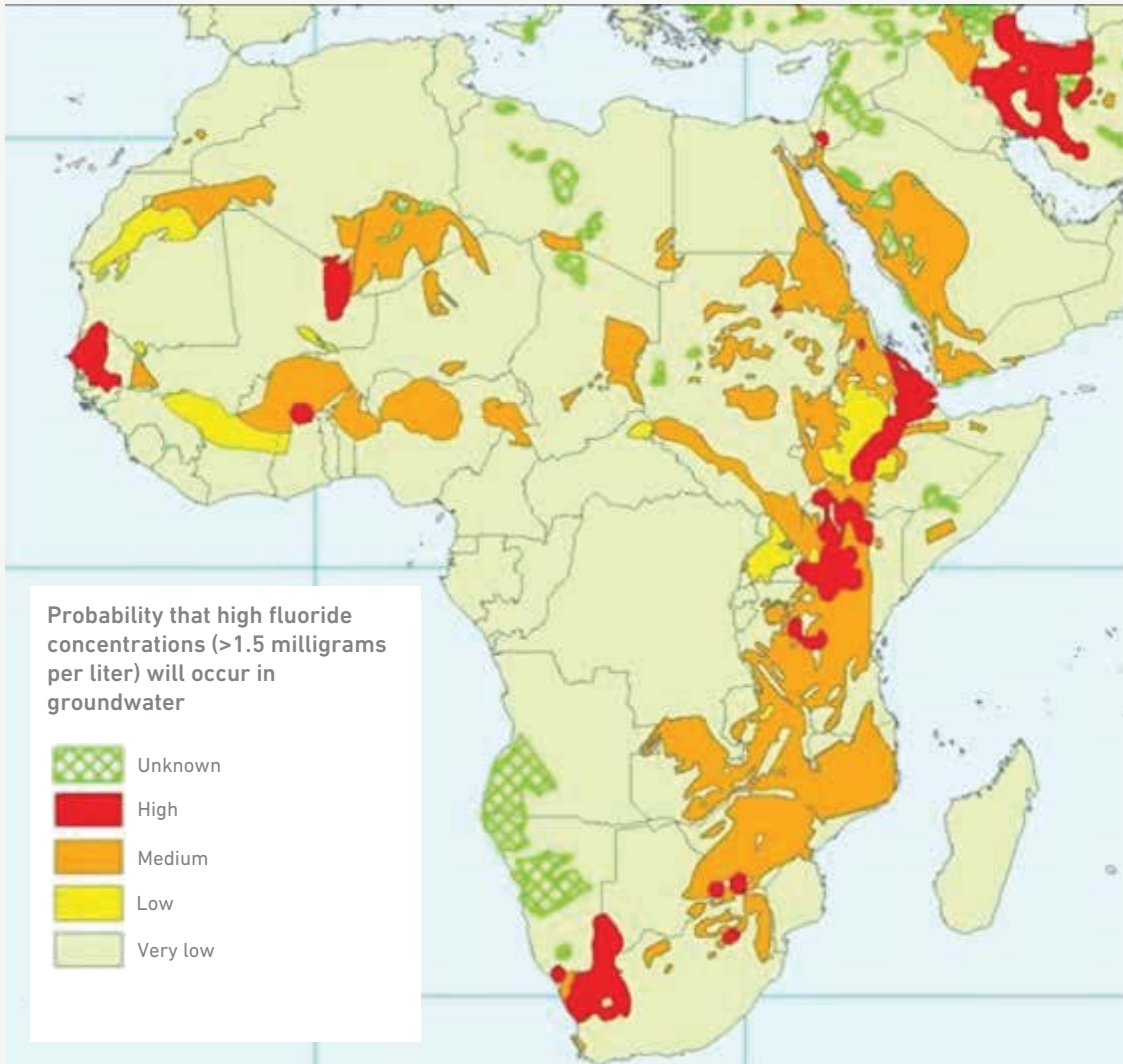 Probability that high fluoride
concentrations (>1.5 milligrams
per liter) will occur in
groundwater
Unknown
High
Medium
Low
Very low